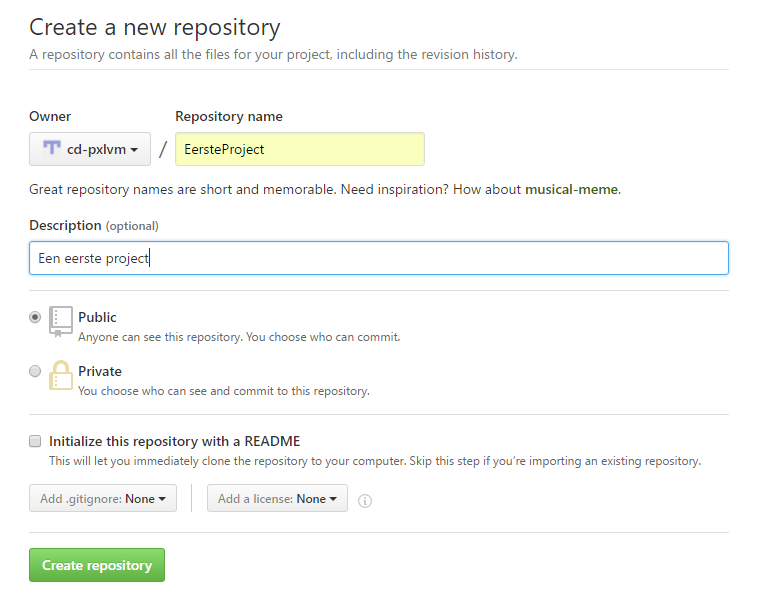 Create a new repository
A repository contains all the files for your project, including the revision history.
Owner Repository name
cd-pxlvm / EersteProject
Great repository names are short and memorable. Need inspiration? How about musical-meme.
Description (optional)
Een eerste project
Public
Anyone can see this repository. You choose who can commit.
Private
You choose who can see and commit to this repository.
Initialize this repository with a README
This will let you immediately clone the repository to your computer. Skip this step if you’re importing an existing repository.
Add .gitignore: None Add a license: None
Create repository